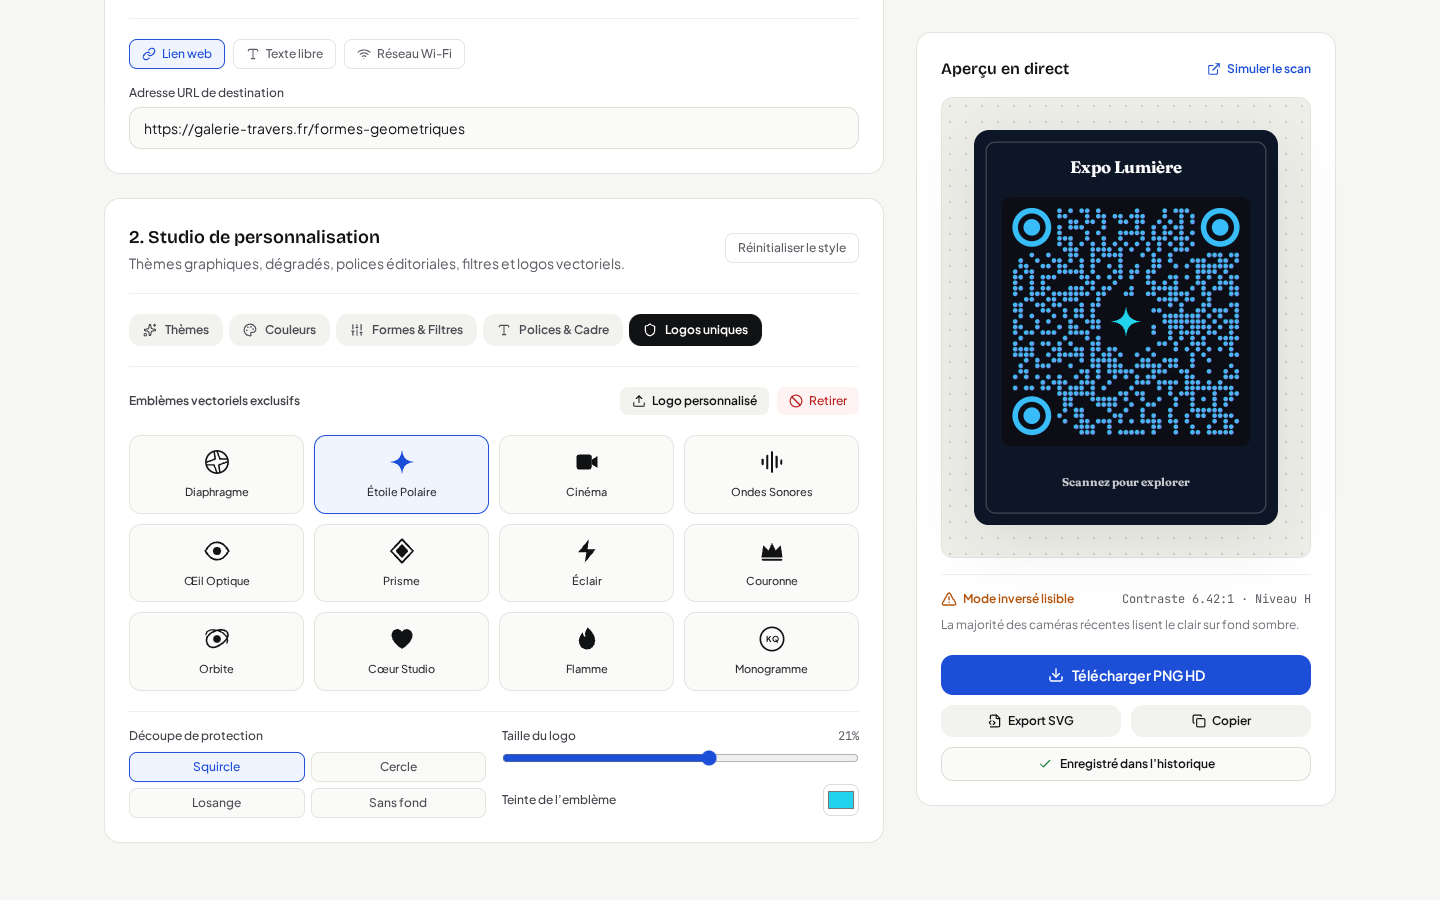 Lien web
Texte libre
Réseau Wi-Fi
Adresse URL de destination
https://galerie-travers.fr/formes-geometriques
2. Studio de personnalisation
Thèmes graphiques, dégradés, polices éditoriales, filtres et logos vectoriels.
Réinitialiser le style
Thèmes
Couleurs
Formes & Filtres
Polices & Cadre
Logos uniques
Emblèmes vectoriels exclusifs
Logo personnalisé
Retirer
Diaphragme
Étoile Polaire
Cinéma
Ondes Sonores
Œil Optique
Prisme
Éclair
Couronne
Orbite
Cœur Studio
Flamme
KQ
Monogramme
Découpe de protection
Squircle
Cercle
Losange
Sans fond
Taille du logo
21%
Teinte de l’emblème
Aperçu en direct
Simuler le scan
Expo Lumière
Scannez pour explorer
Mode inversé lisible
Contraste 6.42:1 · Niveau H
La majorité des caméras récentes lisent le clair sur fond sombre.
Télécharger PNG HD
Export SVG
Copier
Enregistré dans l’historique